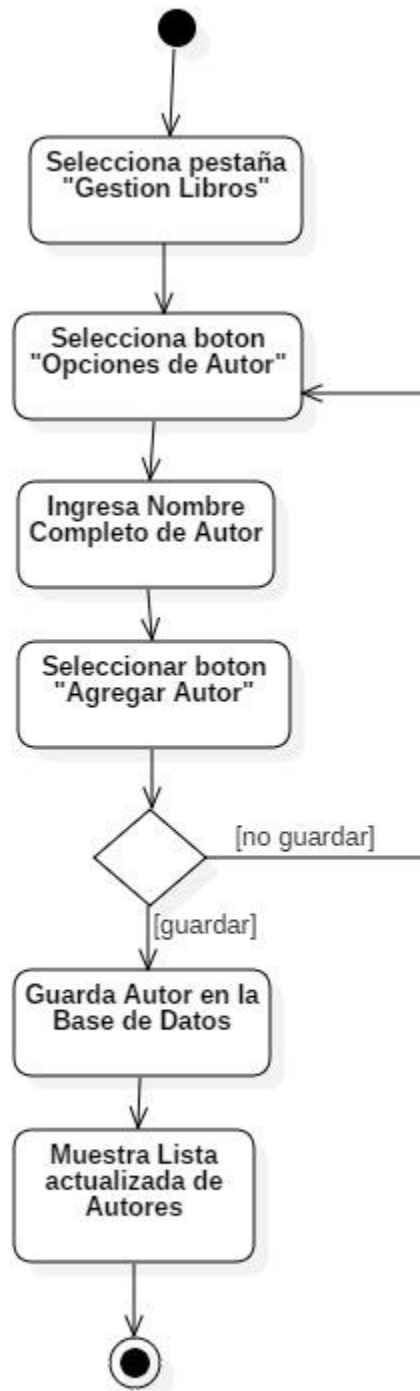 Selecciona pestaña
"Gestion Libros"
Selecciona boton
"Opciones de Autor"
Ingresa Nombre
Completo de Autor
Seleccionar boton
"Agregar Autor"
[no guardar]
[guardar]
Guarda Autor en la
Base de Datos
Muestra Lista
actualizada de
Autores